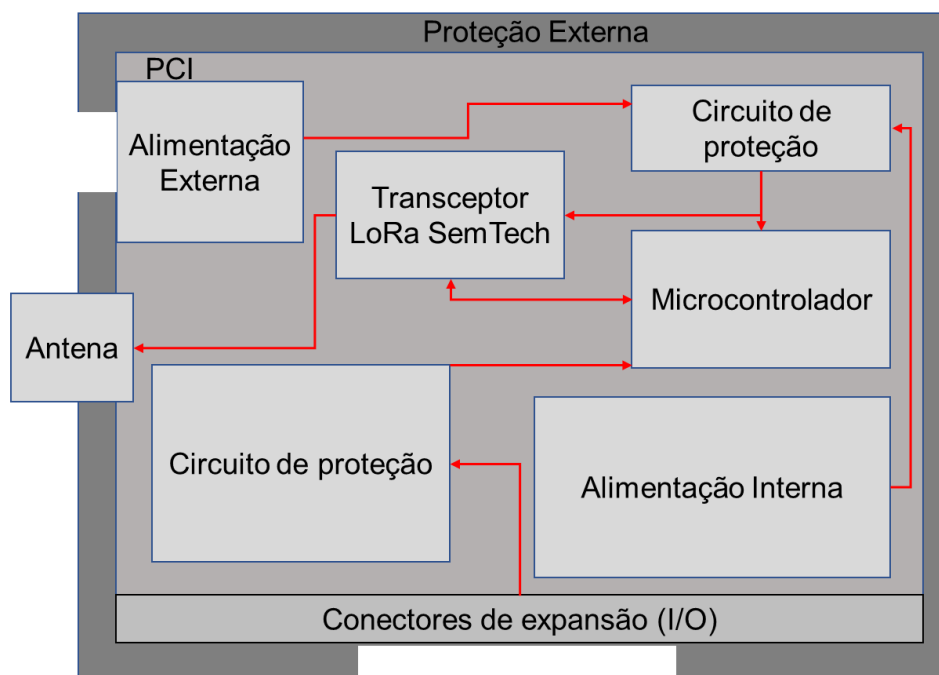 Proteção Externa
PCI
Alimentação
Externa
Circuito de
proteção
Transceptor
LoRa SemTech
Microcontrolador
Antena
Circuito de proteção
Alimentação Interna
Conectores de expansão (I/O)